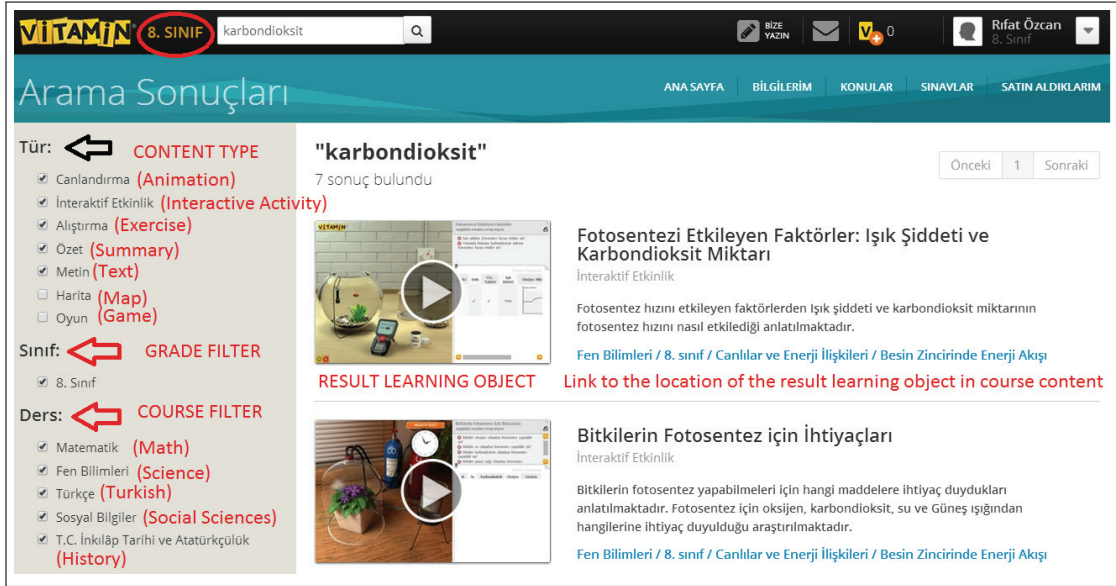 VİTAMİN 8. SINIF karbondioksit BİZE YAZIN 0 Rıfat Özcan
8. Sınıf
Arama Sonuçları ANA SAYFA BİLGİLERİM KONULAR SINAVLAR SATIN ALDIKLARIM
Tür: CONTENT TYPE
Canlandırma (Animation)
İnteraktif Etkinlik (Interactive Activity)
Alıştırma (Exercise)
Özet (Summary)
Metin (Text)
Harita (Map)
Oyun (Game)
Sınıf: GRADE FILTER
8. Sınıf
Ders: COURSE FILTER
Matematik (Math)
Fen Bilimleri (Science)
Türkçe (Turkish)
Sosyal Bilgiler (Social Sciences)
T.C. İnkılâp Tarihi ve Atatürkçülük
(History)
"karbondioksit"
7 sonuç bulundu
Önceki 1 Sonraki
VİTAMİN
Fotosentezi Etkileyen Faktörler: Işık Şiddeti ve
Karbondioksit Miktarı
İnteraktif Etkinlik
Fotosentez hızını etkileyen faktörlerden Işık şiddeti ve karbondioksit miktarının
fotosentez hızını nasıl etkilediği anlatılmaktadır.
Fen Bilimleri / 8. sınıf / Canlılar ve Enerji İlişkileri / Besin Zincirinde Enerji Akışı
RESULT LEARNING OBJECT Link to the location of the result learning object in course content
Bitkilerin Fotosentez için İhtiyaçları
İnteraktif Etkinlik
Bitkilerin fotosentez yapabilmeleri için hangi maddelere ihtiyaç duydukları
anlatılmaktadır. Fotosentez için oksijen, karbondioksit, su ve Güneş ışığından
hangilerine ihtiyaç duyulduğu araştırılmaktadır.
Fen Bilimleri / 8. sınıf / Canlılar ve Enerji İlişkileri / Besin Zincirinde Enerji Akışı